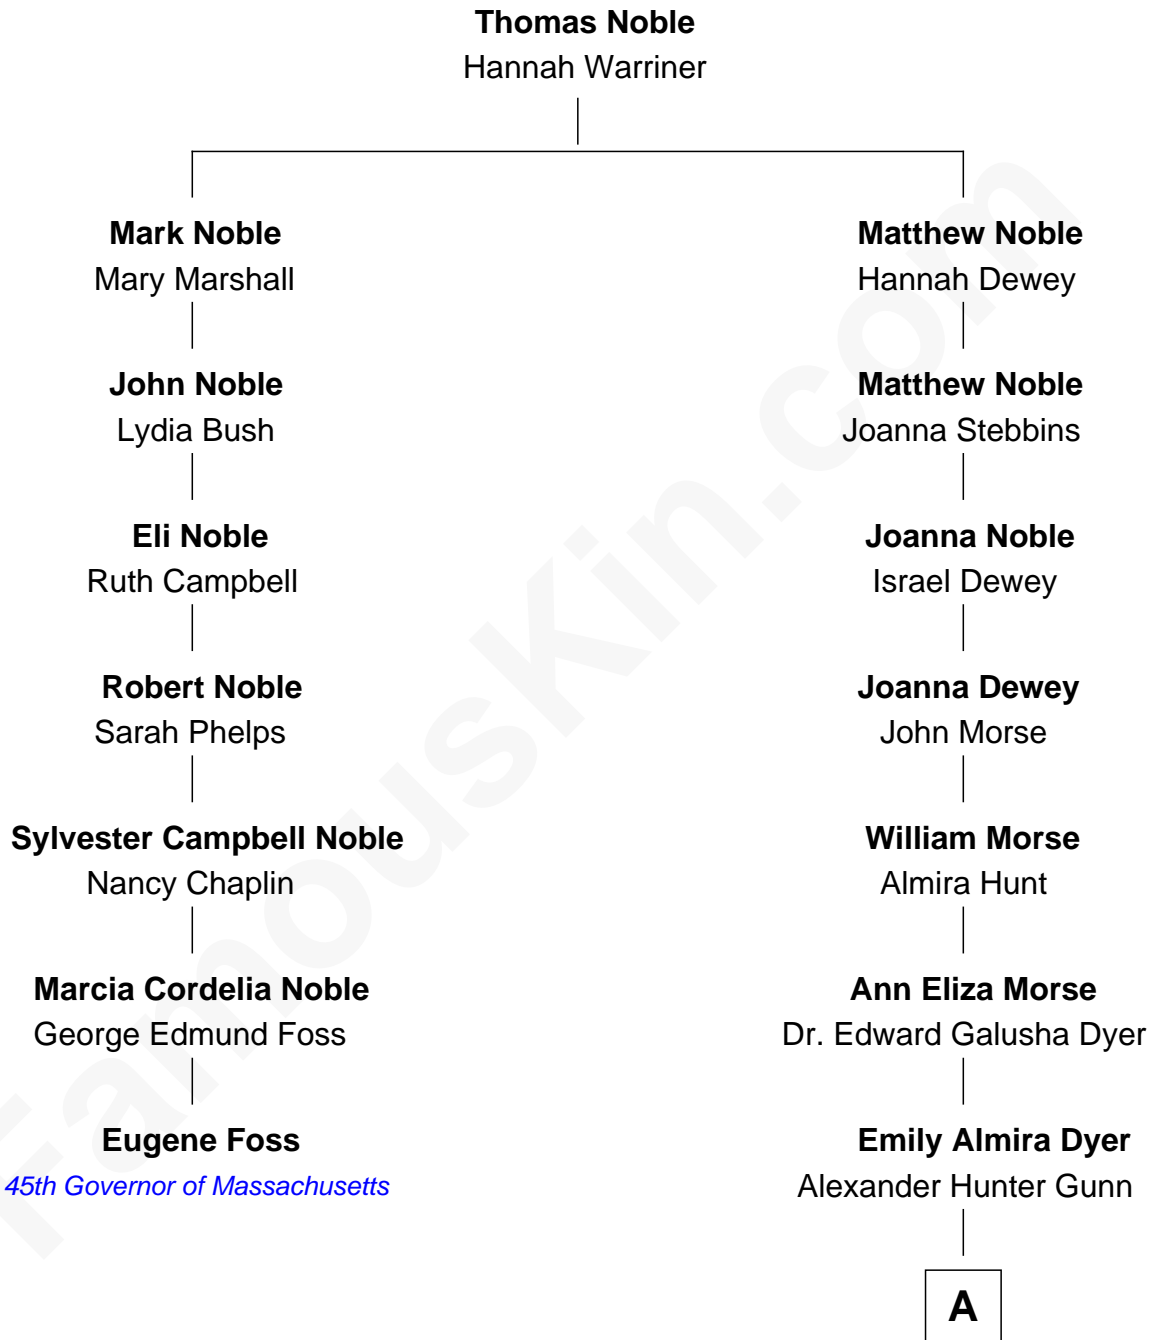 Thomas Noble
Hannah Warriner
Mark Noble
Mary Marshall
Matthew Noble
Hannah Dewey
John Noble
Lydia Bush
Matthew Noble
Joanna Stebbins
Eli Noble
Ruth Campbell
Joanna Noble
Israel Dewey
Robert Noble
Sarah Phelps
Joanna Dewey
John Morse
Sylvester Campbell Noble
Nancy Chaplin
William Morse
Almira Hunt
Marcia Cordelia Noble
George Edmund Foss
Ann Eliza Morse
Dr. Edward Galusha Dyer
Eugene Foss
45th Governor of Massachusetts
Emily Almira Dyer
Alexander Hunter Gunn
A
FamousKin.com